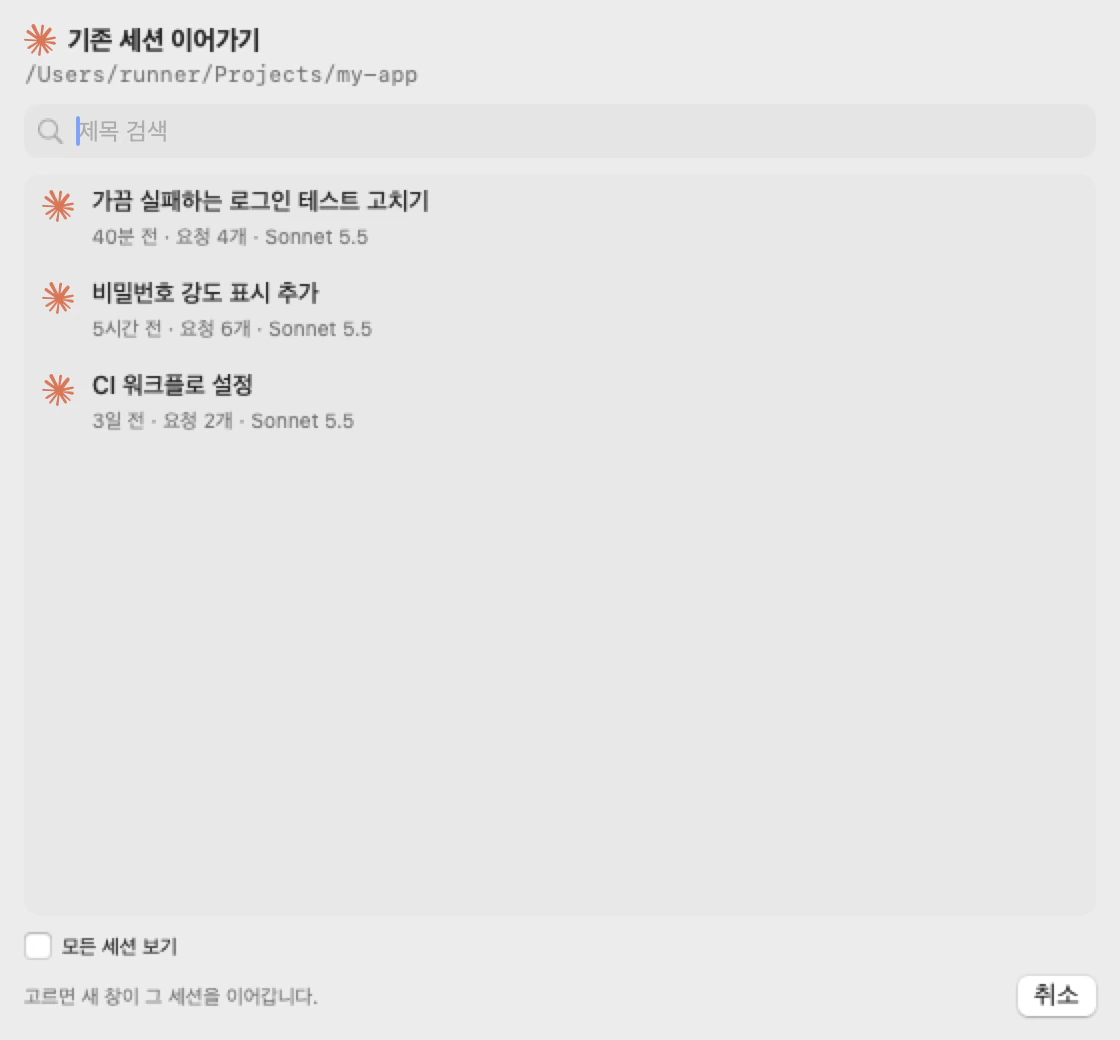 기존 세션 이어가기
/Users/runner/Projects/my-app
제목 검색
가끔 실패하는 로그인 테스트 고치기
40분 전 · 요청 4개 · Sonnet 5.5
비밀번호 강도 표시 추가
5시간 전 · 요청 6개 · Sonnet 5.5
CI 워크플로 설정
3일 전 · 요청 2개 · Sonnet 5.5
모든 세션 보기
고르면 새 창이 그 세션을 이어갑니다.
취소